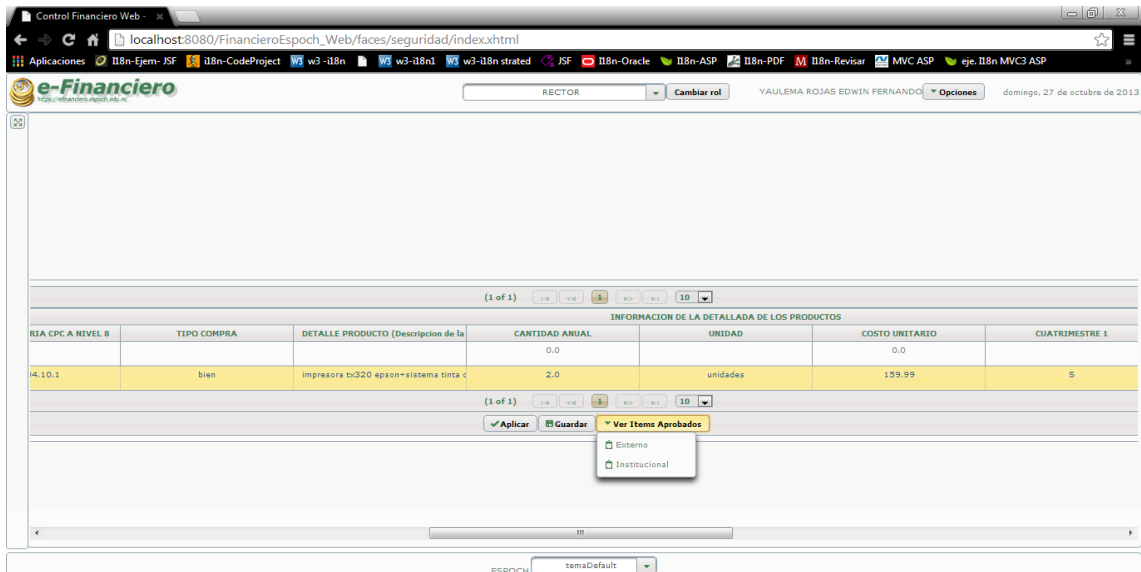 Control Financiero Web -
localhost:8080/FinancieroEspoch_Web/faces/seguridad/index.xhtml
Aplicaciones I18n-Ejem- JSF i18n-CodeProject w3 -i18n w3-i18n1 w3-i18n strated JSF I18n-Oracle I18n-ASP I18n-PDF I18n-Revisar MVC ASP eje. I18n MVC3 ASP
e-Financiero
https://efinanciero.espoch.edu.ec
RECTOR Cambiar rol YAULEMA ROJAS EDWIN FERNANDO Opciones domingo, 27 de octubre de 2013
(1 of 1) 1 10
INFORMACION DE LA DETALLADA DE LOS PRODUCTOS
RIA CPC A NIVEL 8 TIPO COMPRA DETALLE PRODUCTO (Descripcion de la CANTIDAD ANUAL UNIDAD COSTO UNITARIO CUATRIMESTRE 1
0.0 0.0
4.10.1 bien impresora tx320 epson+sistema tinta c 2.0 unidades 159.99 S
(1 of 1) 1 10
Aplicar Guardar Ver Items Aprobados
Externo
Institucional
ESPOCH temaDefault